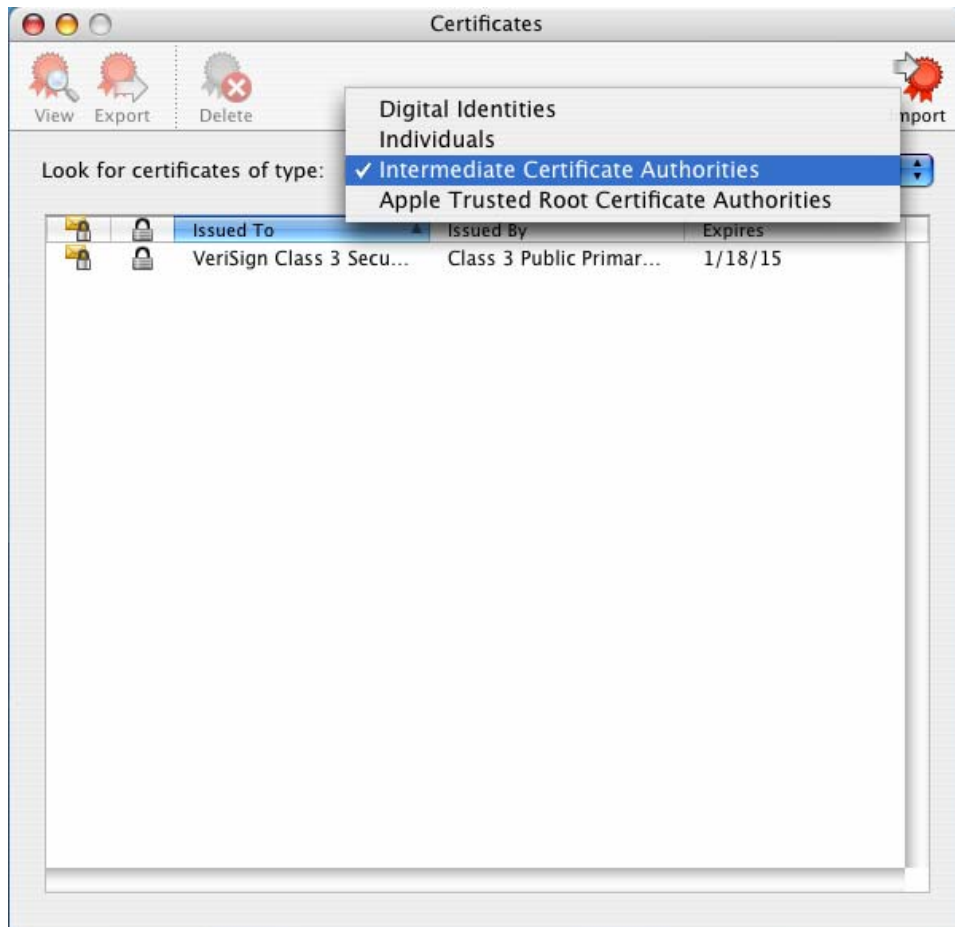 Certificates
View Export Delete
mport
Digital Identities
Individuals
Look for certificates of type: ✓ Intermediate Certificate Authorities
Apple Trusted Root Certificate Authorities
Issued To Issued By Expires
VeriSign Class 3 Secu... Class 3 Public Primar... 1/18/15